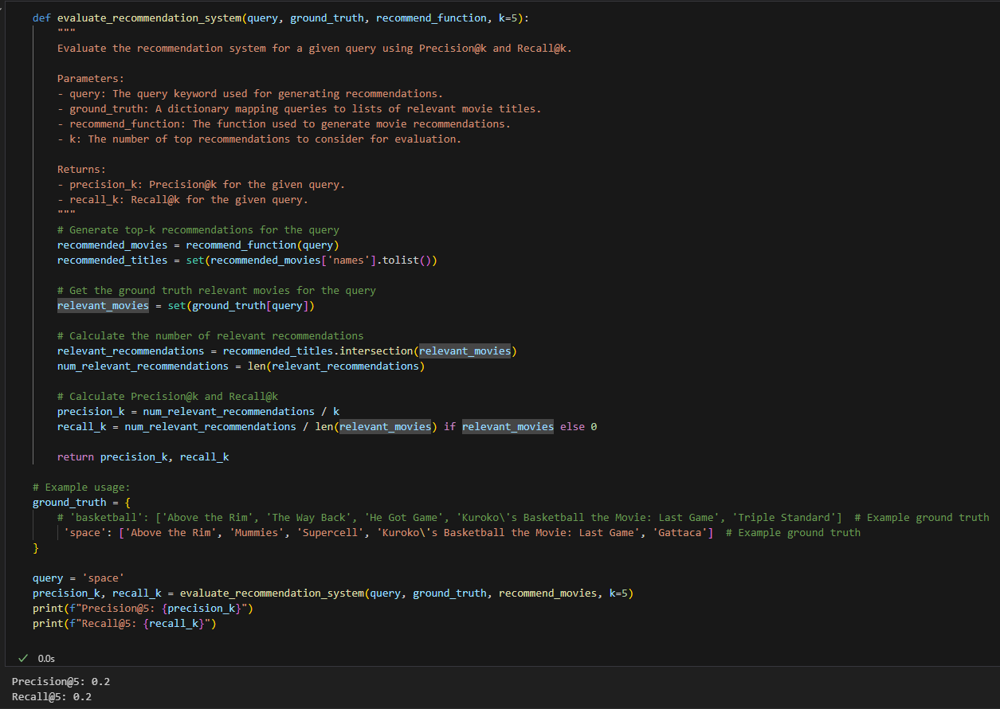 def evaluate_recommendation_system(query, ground_truth, recommend_function, k=5):
    """
    Evaluate the recommendation system for a given query using Precision@k and Recall@k.

    Parameters:
    - query: The query keyword used for generating recommendations.
    - ground_truth: A dictionary mapping queries to lists of relevant movie titles.
    - recommend_function: The function used to generate movie recommendations.
    - k: The number of top recommendations to consider for evaluation.

    Returns:
    - precision_k: Precision@k for the given query.
    - recall_k: Recall@k for the given query.
    """
    # Generate top-k recommendations for the query
    recommended_movies = recommend_function(query)
    recommended_titles = set(recommended_movies['names'].tolist())

    # Get the ground truth relevant movies for the query
    relevant_movies = set(ground_truth[query])

    # Calculate the number of relevant recommendations
    relevant_recommendations = recommended_titles.intersection(relevant_movies)
    num_relevant_recommendations = len(relevant_recommendations)

    # Calculate Precision@k and Recall@k
    precision_k = num_relevant_recommendations / k
    recall_k = num_relevant_recommendations / len(relevant_movies) if relevant_movies else 0

    return precision_k, recall_k

# Example usage:
ground_truth = {
    # 'basketball': ['Above the Rim', 'The Way Back', 'He Got Game', 'Kuroko\'s Basketball the Movie: Last Game', 'Triple Standard']  # Example ground truth
     'space': ['Above the Rim', 'Mummies', 'Supercell', 'Kuroko\'s Basketball the Movie: Last Game', 'Gattaca']  # Example ground truth
}

query = 'space'
precision_k, recall_k = evaluate_recommendation_system(query, ground_truth, recommend_movies, k=5)
print(f"Precision@5: {precision_k}")
print(f"Recall@5: {recall_k}")
✓ 0.0s
Precision@5: 0.2
Recall@5: 0.2